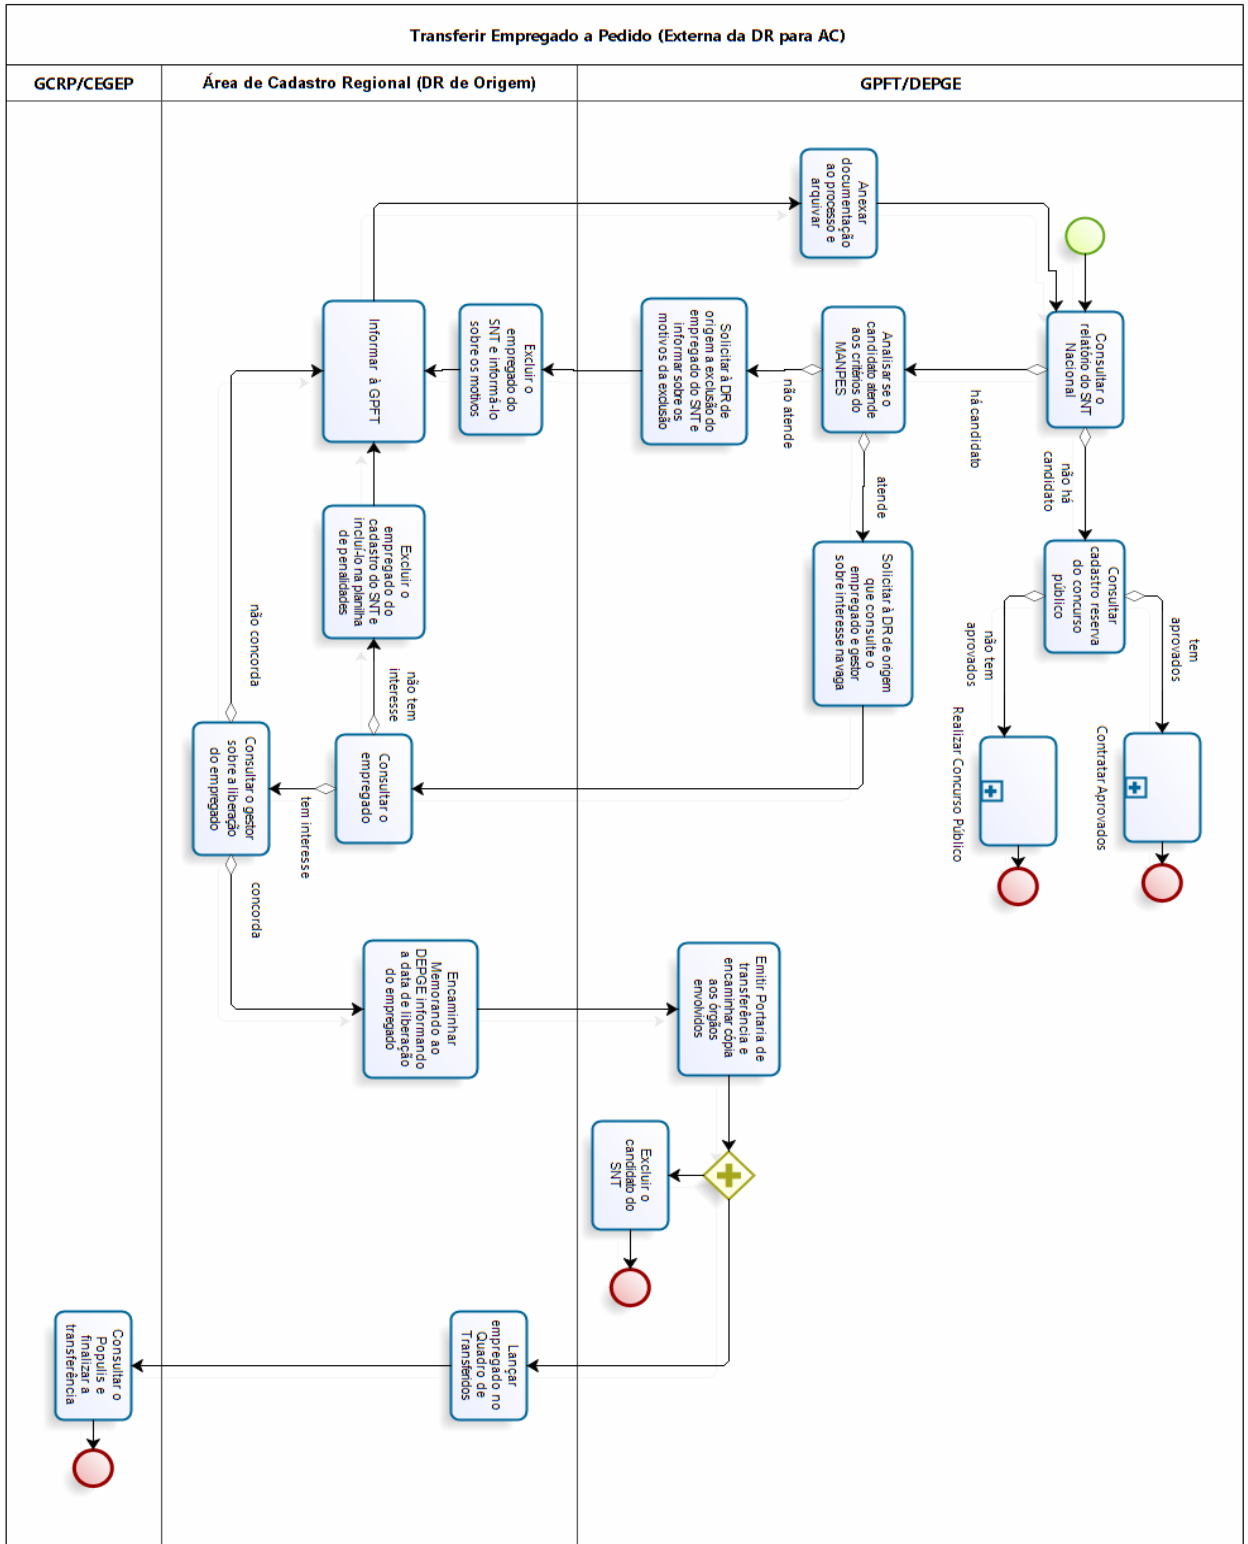 Transferir Empregado a Pedido (Externa da DR para AC)
GCRP/CEGEP
Área de Cadastro Regional (DR de Origem)
GPFT/DEPGE
Consultar o
relatório do SNT
Nacional
há candidato
não há
candidato
Consultar
cadastro reserva
do concurso
público
tem
aprovados
não tem
aprovados
Contratar Aprovados
Realizar Concurso Público
Anexar
documentação
ao processo e
arquivar
Analisar se o
candidato atende
aos critérios do
MANPES
não atende
atende
Solicitar à DR de
origem a exclusão do
empregado do SNT e
informar sobre os
motivos da exclusão
Solicitar à DR de origem
que consulte o
empregado e gestor
sobre interesse na vaga
Excluir o
empregado do
SNT e informá-lo
sobre os motivos
Informar à GPFT
Excluir o
empregado do
cadastro do SNT e
incluí-lo na planilha
de penalidades
não tem
interesse
Consultar o
empregado
tem interesse
Consultar o gestor
sobre a liberação
do empregado
não concorda
concorda
Encaminhar
Memorando ao
DEPGE informando
a data de liberação
do empregado
Emitir Portaria de
transferência e
encaminhar cópia
aos órgãos
envolvidos
Excluir o
candidato do
SNT
Lançar
empregado no
Quadro de
Transferidos
Consultar o
Populis e
finalizar a
transferência